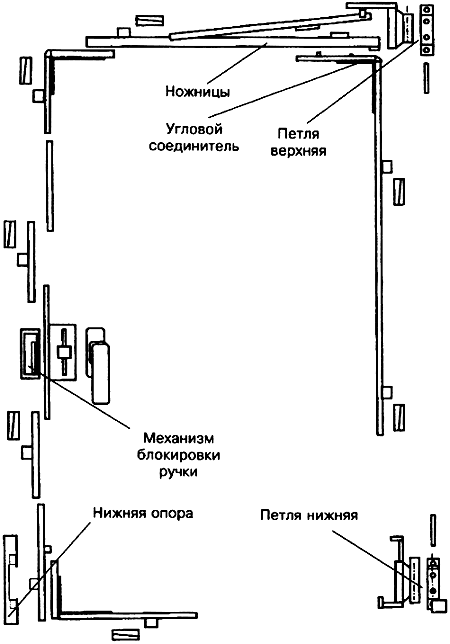 Ножницы
Угловой
соединитель
Петля
верхняя
Механизм
блокировки
ручки
Нижняя опора
Петля нижняя